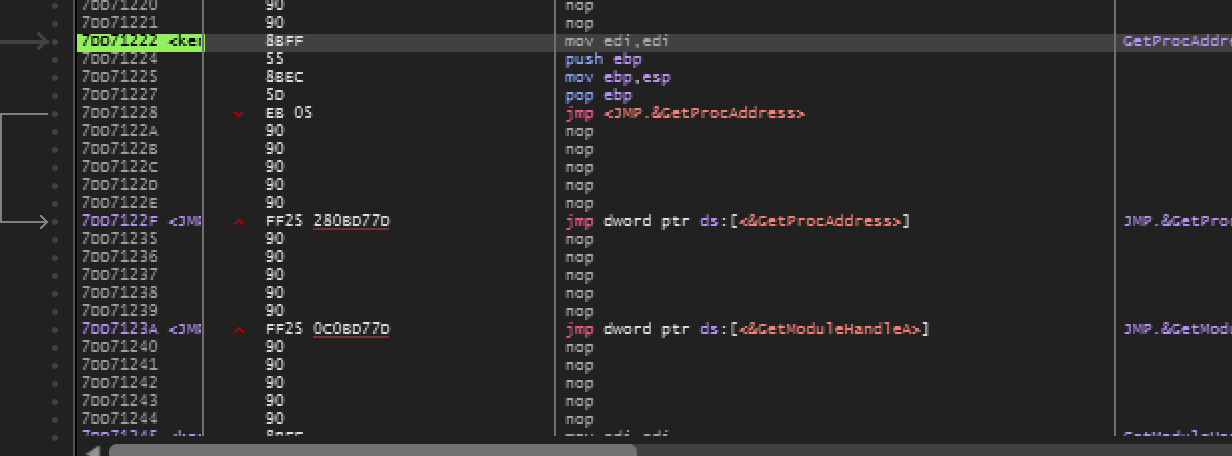 7DD71220 90 nop
7DD71221 90 nop
7DD71222 <ker 8BFF mov edi,edi GetProcAddre
7DD71224 55 push ebp
7DD71225 8BEC mov ebp,esp
7DD71227 5D pop ebp
7DD71228 EB 05 jmp <JMP.&GetProcAddress>
7DD7122A 90 nop
7DD7122B 90 nop
7DD7122C 90 nop
7DD7122D 90 nop
7DD7122E 90 nop
7DD7122F <JMP FF25 280BD77D jmp dword ptr ds:[<&GetProcAddress>] JMP.&GetProc
7DD71235 90 nop
7DD71236 90 nop
7DD71237 90 nop
7DD71238 90 nop
7DD71239 90 nop
7DD7123A <JMP FF25 0C0BD77D jmp dword ptr ds:[<&GetModuleHandleA>] JMP.&GetModu
7DD71240 90 nop
7DD71241 90 nop
7DD71242 90 nop
7DD71243 90 nop
7DD71244 90 nop
7DD71245 8BFF mov edi,edi